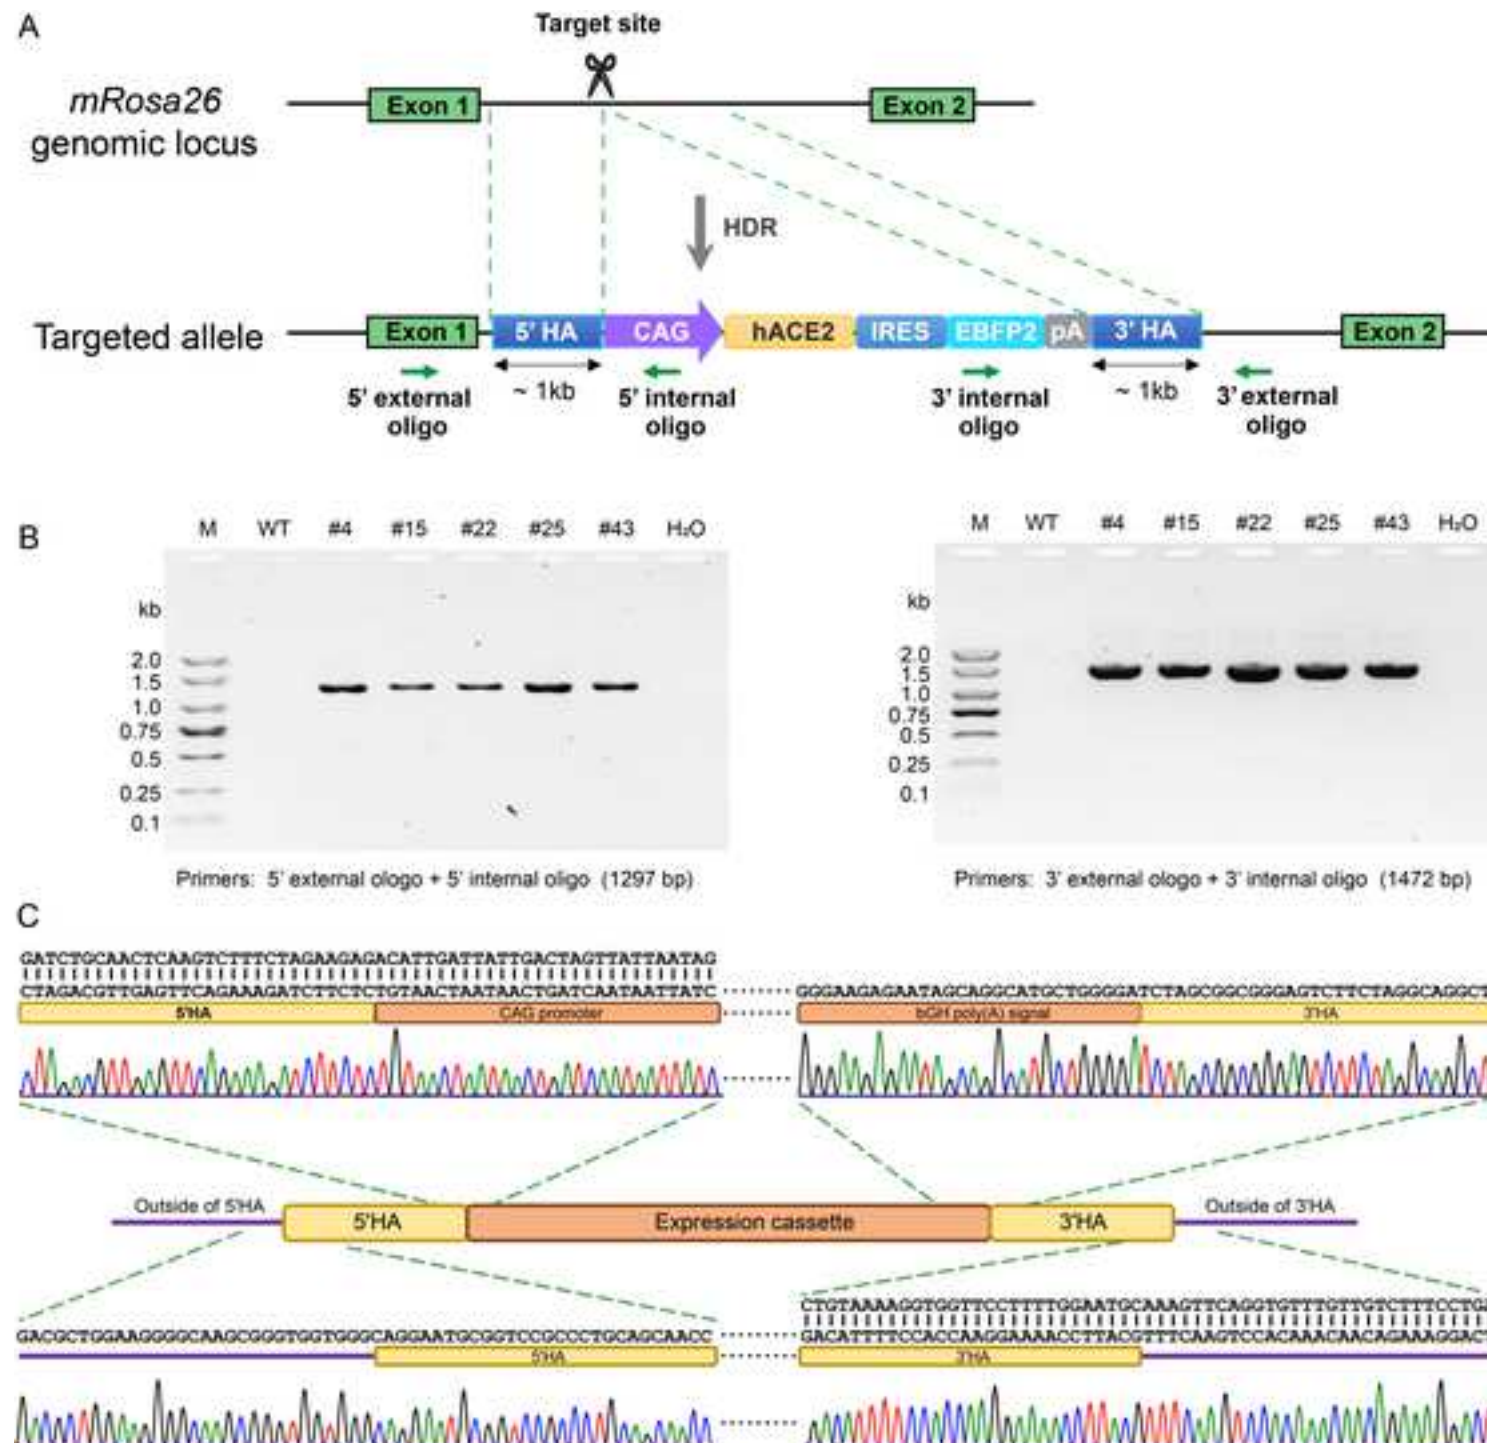 A
Target site
mRosa26
genomic locus
Exon 1
Exon 2
HDR
Targeted allele
Exon 1
5' HA
CAG
hACE2
IRES
EBFP2
pA
3' HA
Exon 2
5' external
oligo
~ 1kb
5' internal
oligo
3' internal
oligo
~ 1kb
3' external
oligo
B
M WT #4 #15 #22 #25 #43 H₂O
kb
2.0
1.5
1.0
0.75
0.5
0.25
0.1
Primers: 5' external ologo + 5' internal oligo (1297 bp)
M WT #4 #15 #22 #25 #43 H₂O
kb
2.0
1.5
1.0
0.75
0.5
0.25
0.1
Primers: 3' external ologo + 3' internal oligo (1472 bp)
C
GATCTGCAACTCAAGTCTTTCTAGAAGAGACATTGATTATTGACTAGTTATTAATAG
CTAGACGTTGAGTTCAGAAAGATCTTCTCTGTAACTAATAACTGATCAATAATTATC
GGGAAGAGAATAGCAGGCATGCTGGGGATCTAGCGGCGGGAGTCTTCTAGGCAGGCT
5'HA
CAG promoter
bGH poly(A) signal
3'HA
Outside of 5'HA
5'HA
Expression cassette
3'HA
Outside of 3'HA
CTGTAAAAGGTGGTTCCTTTTGGAATGCAAAGTTCAGGTGTTTGTTGTCTTTCCTGA
GACGCTGGAAGGGGCAAGCGGGTGGTGGGCAGGAATGCGGTCCGCCCTGCAGCAACC
GACATTTTCCACCAAGGAAAACCTTACGTTTCAAGTCCACAAACAACAGAAAGGACT
5'HA
3'HA